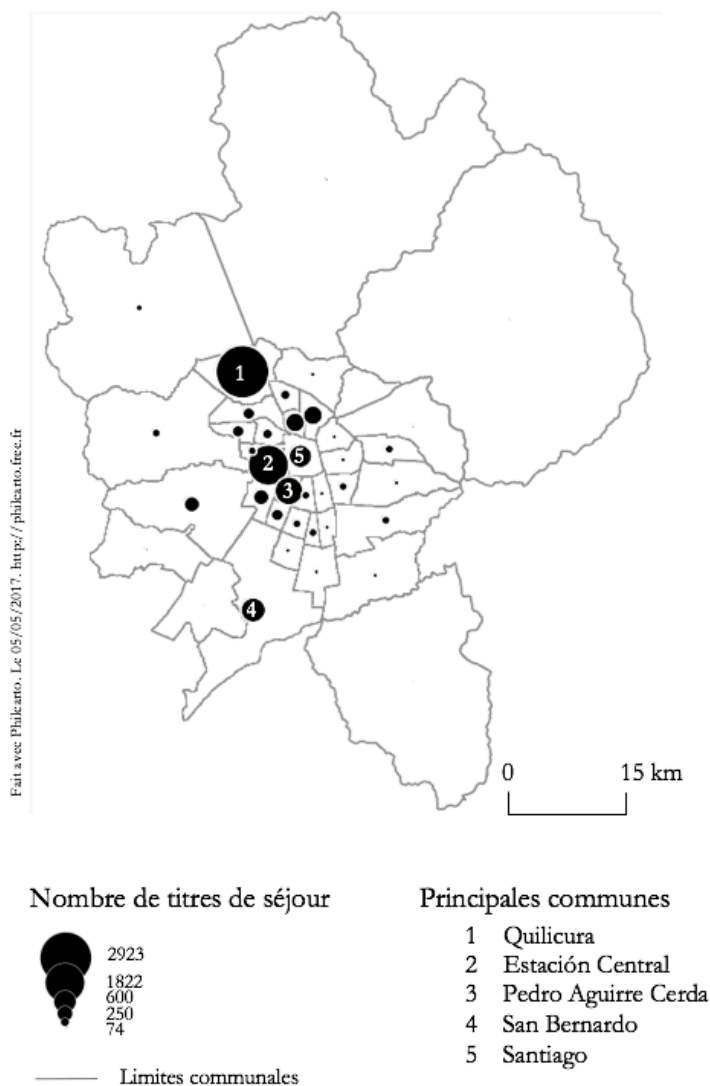 1
5
2
3
4
Fait avec Philcarto. Le 05/05/2017. http://philcarto.free.fr
0 15 km
Nombre de titres de séjour
2923
1822
600
250
74
Limites communales
Principales communes
1 Quilicura
2 Estación Central
3 Pedro Aguirre Cerda
4 San Bernardo
5 Santiago